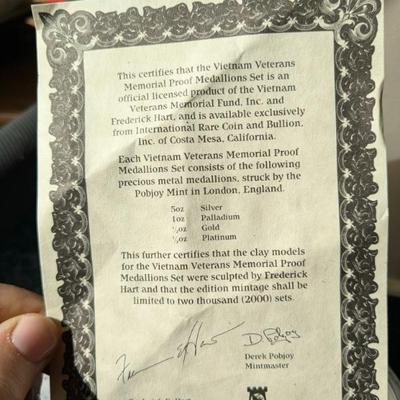 This certifies that the Vietnam Veterans
Memorial Proof Medallions Set is an
official licensed product of the Vietnam
Veterans Memorial Fund, Inc. and
Frederick Hart, and is available exclusively
from International Rare Coin and Bullion,
Inc. of Costa Mesa, California.
Each Vietnam Veterans Memorial Proof
Medallions Set consists of the following
precious metal medallions, struck by the
Pobjoy Mint in London, England.
5oz Silver
1oz Palladium
oz Gold
oz Platinum
This further certifies that the clay models
for the Vietnam Veterans Memorial Proof
Medallions Set were sculpted by Frederick
Hart and that the edition mintage shall be
limited to two thousand (2000) sets.
D Pobjoy
Derek Pobjoy
Mintmaster